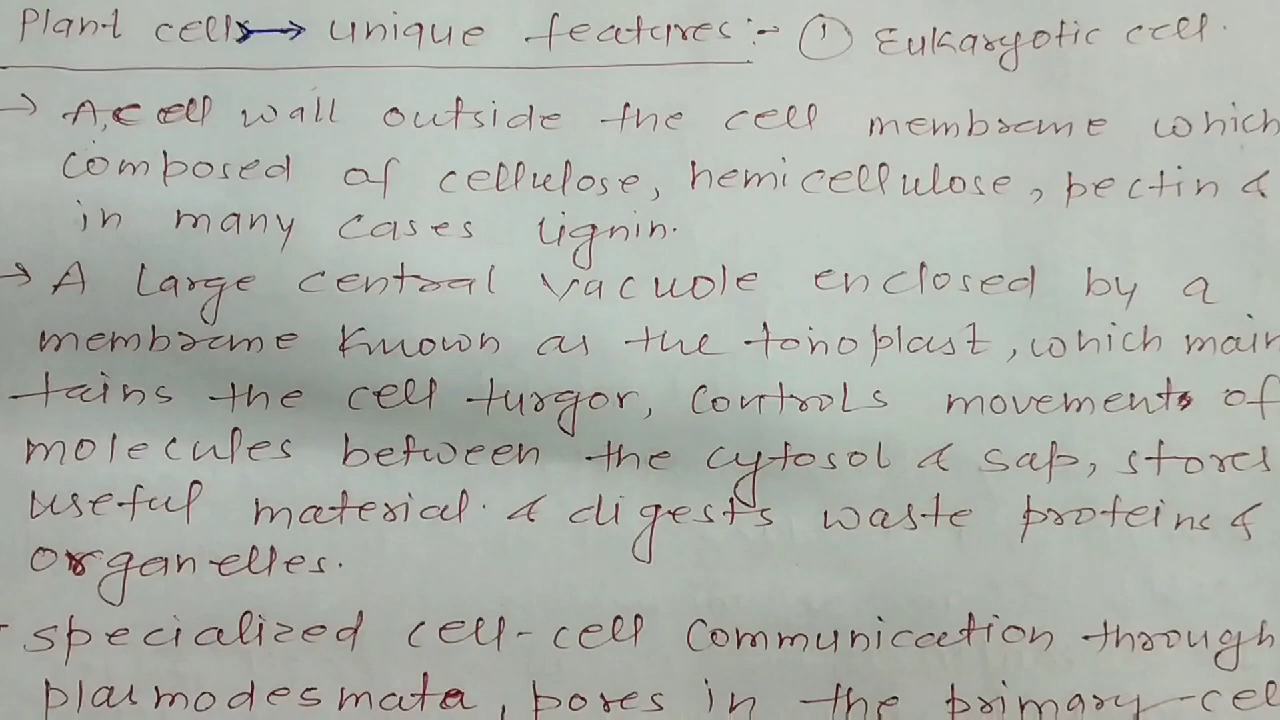 Plant cells → unique features :- ① Eukaryotic cell.
→ A cell wall outside the cell membrane which
composed of cellulose, hemicellulose, pectin &
in many cases lignin.
→ A large central vacuole enclosed by a
membrane known as the tonoplast, which main
tains the cell turgor, controls movements of
molecules between the cytosol & sap, stores
useful material & digests waste proteins &
organelles.
- specialized cell-cell communication through
plasmodesmata, pores in the primary cel